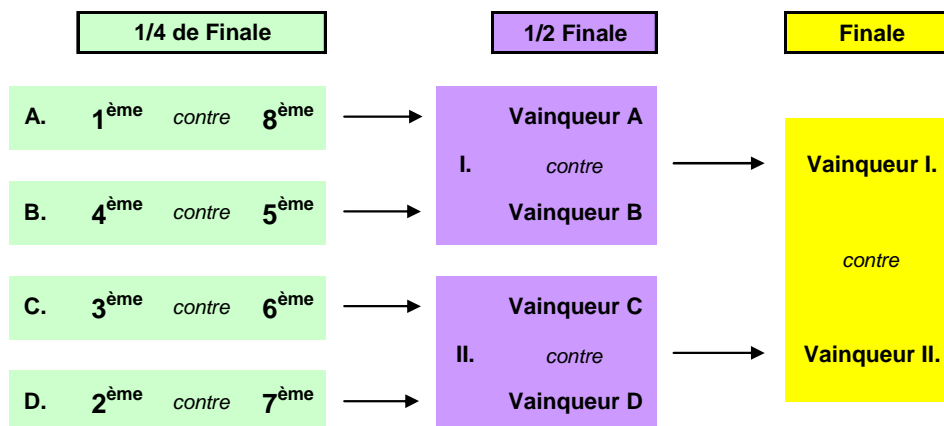 1/4 de Finale
1/2 Finale
Finale
A. 1ème contre 8ème
B. 4ème contre 5ème
C. 3ème contre 6ème
D. 2ème contre 7ème
Vainqueur A
I. contre
Vainqueur B
Vainqueur C
II. contre
Vainqueur D
Vainqueur I.
contre
Vainqueur II.